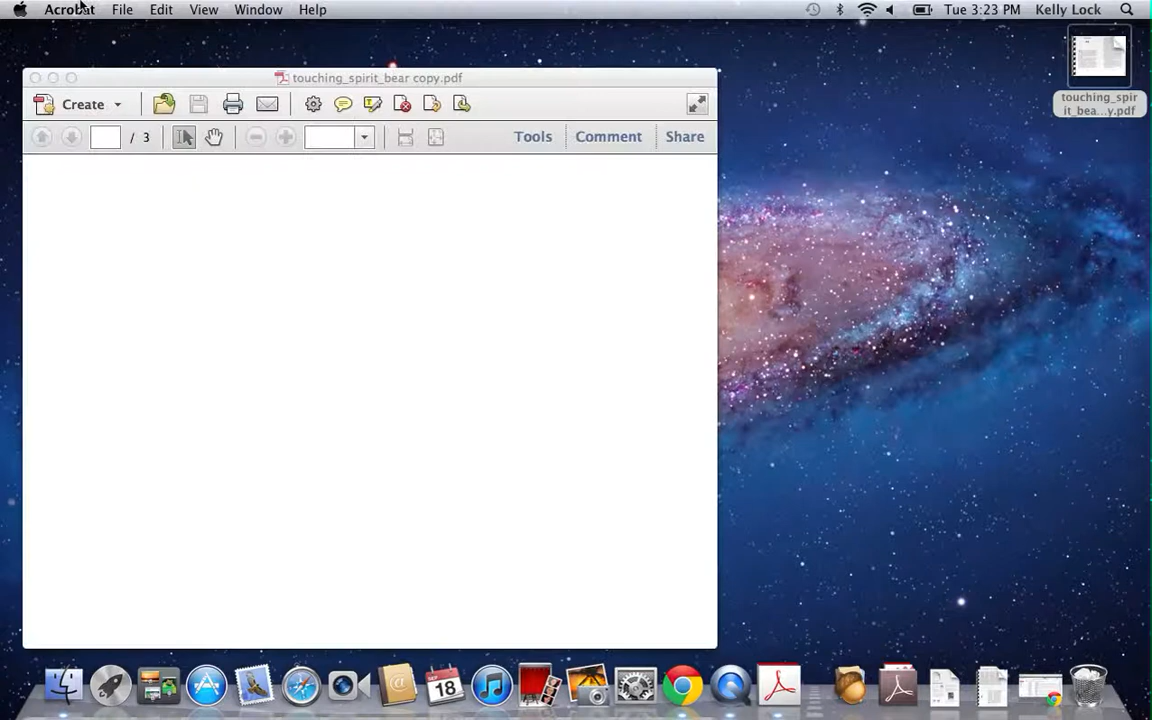 Acrobat File Edit View Window Help Tue 3:23 PM Kelly Lock
touching_spirit_bear copy.pdf
Create
/ 3 Tools Comment Share
touching_spir
it_bea...y.pdf
SEP
18